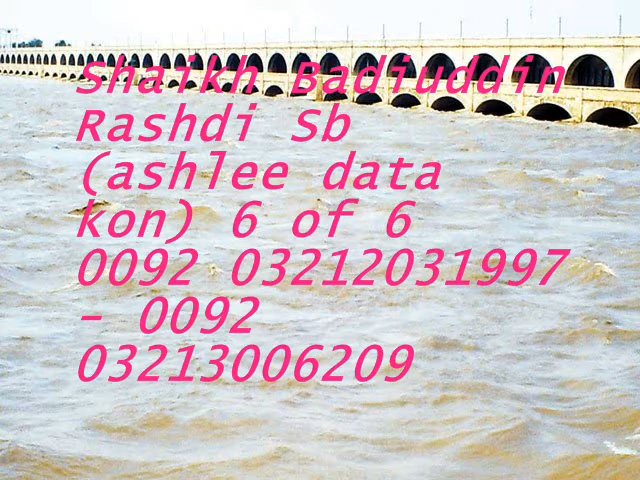 Shaikh Badiuddin
Rashdi Sb
(ashlee data
kon) 6 of 6
0092 03212031997
- 0092
03213006209